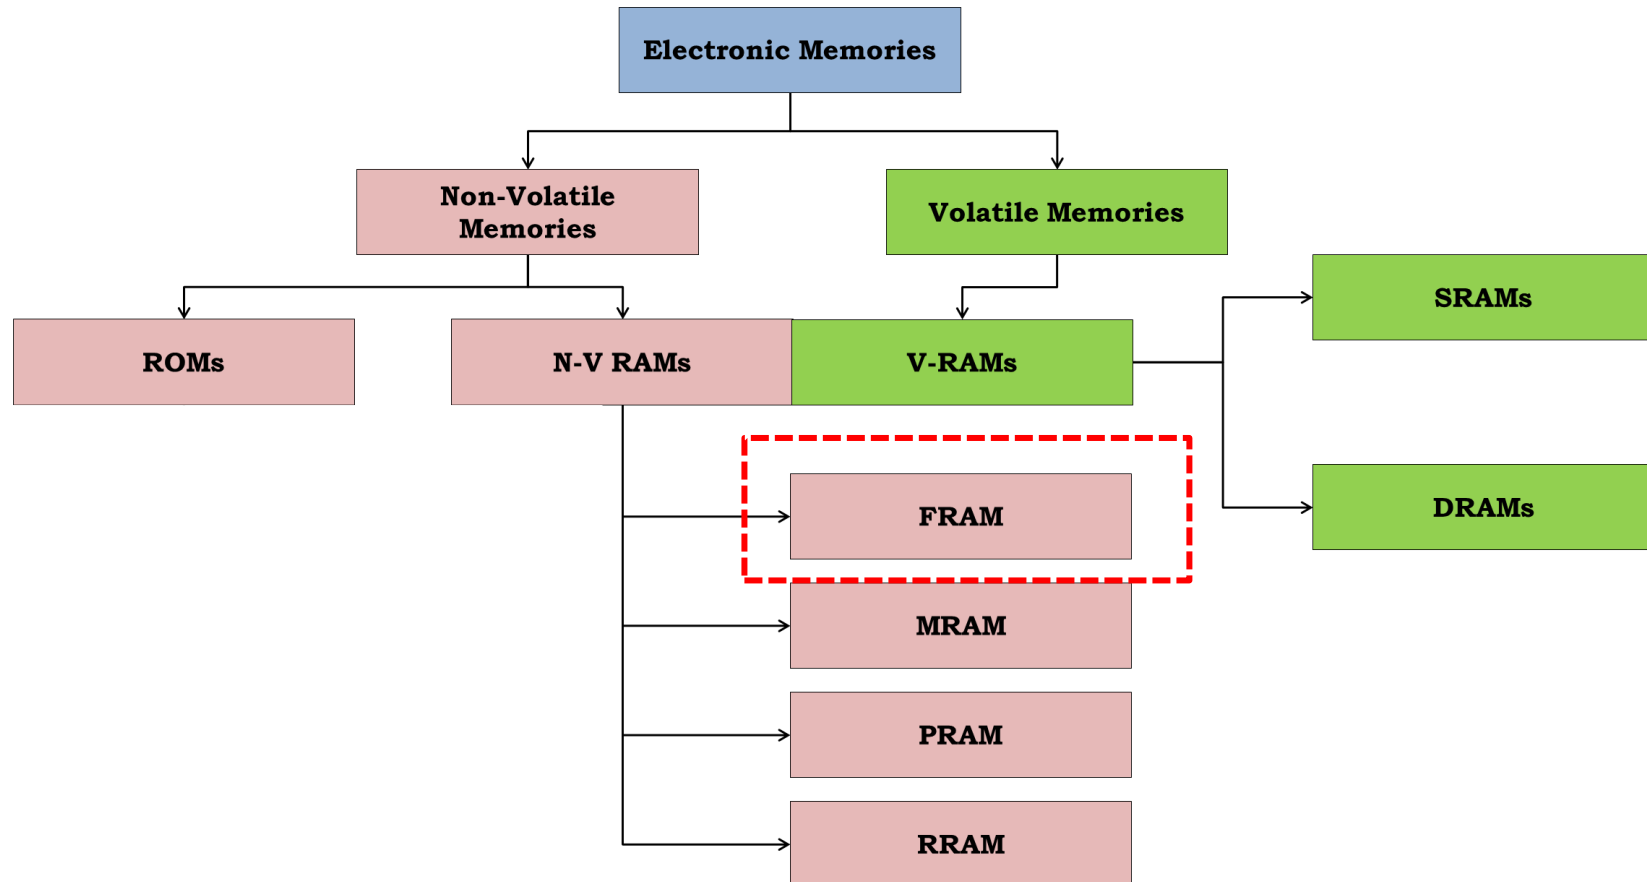 Electronic Memories
Non-Volatile
Memories
Volatile Memories
SRAMs
ROMs
N-V RAMs
V-RAMs
DRAMs
FRAM
MRAM
PRAM
RRAM